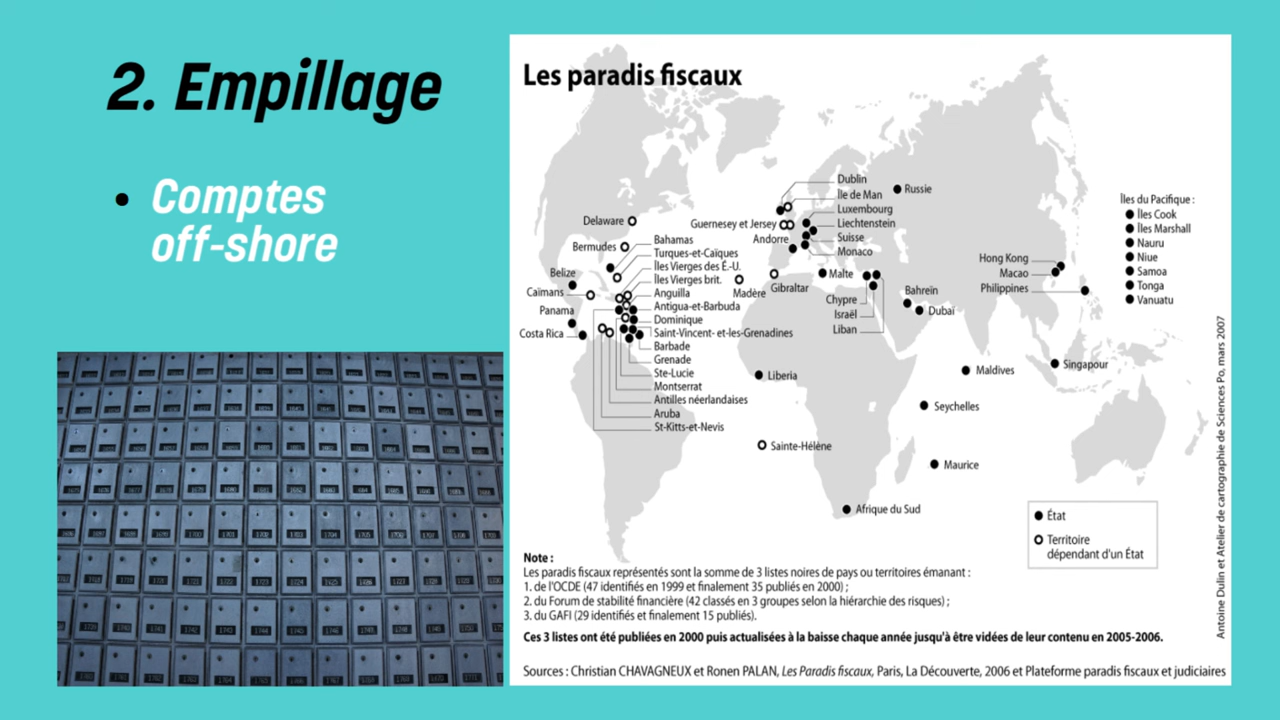 2. Empillage
• Comptes
off-shore
Les paradis fiscaux
Dublin
Île de Man
Luxembourg
Liechtenstein
Suisse
Monaco
Guernesey et Jersey
Andorre
Russie
Delaware
Bermudes
Belize
Caïmans
Panama
Costa Rica
Bahamas
Turques-et-Caïques
Îles Vierges des É.-U.
Îles Vierges brit.
Anguilla
Antigua-et-Barbuda
Dominique
Saint-Vincent- et-les-Grenadines
Barbade
Grenade
Ste-Lucie
Montserrat
Antilles néerlandaises
Aruba
St-Kitts-et-Nevis
Madère
Gibraltar
Malte
Chypre
Israël
Liban
Bahreïn
Dubaï
Hong Kong
Macao
Philippines
Îles du Pacifique :
Îles Cook
Îles Marshall
Nauru
Niue
Samoa
Tonga
Vanuatu
Liberia
Maldives
Singapour
Seychelles
Sainte-Hélène
Maurice
Afrique du Sud
État
Territoire
dépendant d'un État
Note :
Les paradis fiscaux représentés sont la somme de 3 listes noires de pays ou territoires émanant :
1. de l'OCDE (47 identifiés en 1999 et finalement 35 publiés en 2000) ;
2. du Forum de stabilité financière (42 classés en 3 groupes selon la hiérarchie des risques) ;
3. du GAFI (29 identifiés et finalement 15 publiés).
Ces 3 listes ont été publiées en 2000 puis actualisées à la baisse chaque année jusqu'à être vidées de leur contenu en 2005-2006.
Sources : Christian CHAVAGNEUX et Ronen PALAN, Les Paradis fiscaux, Paris, La Découverte, 2006 et Plateforme paradis fiscaux et judiciaires
Antoine Dulin et Atelier de cartographie de Sciences Po, mars 2007